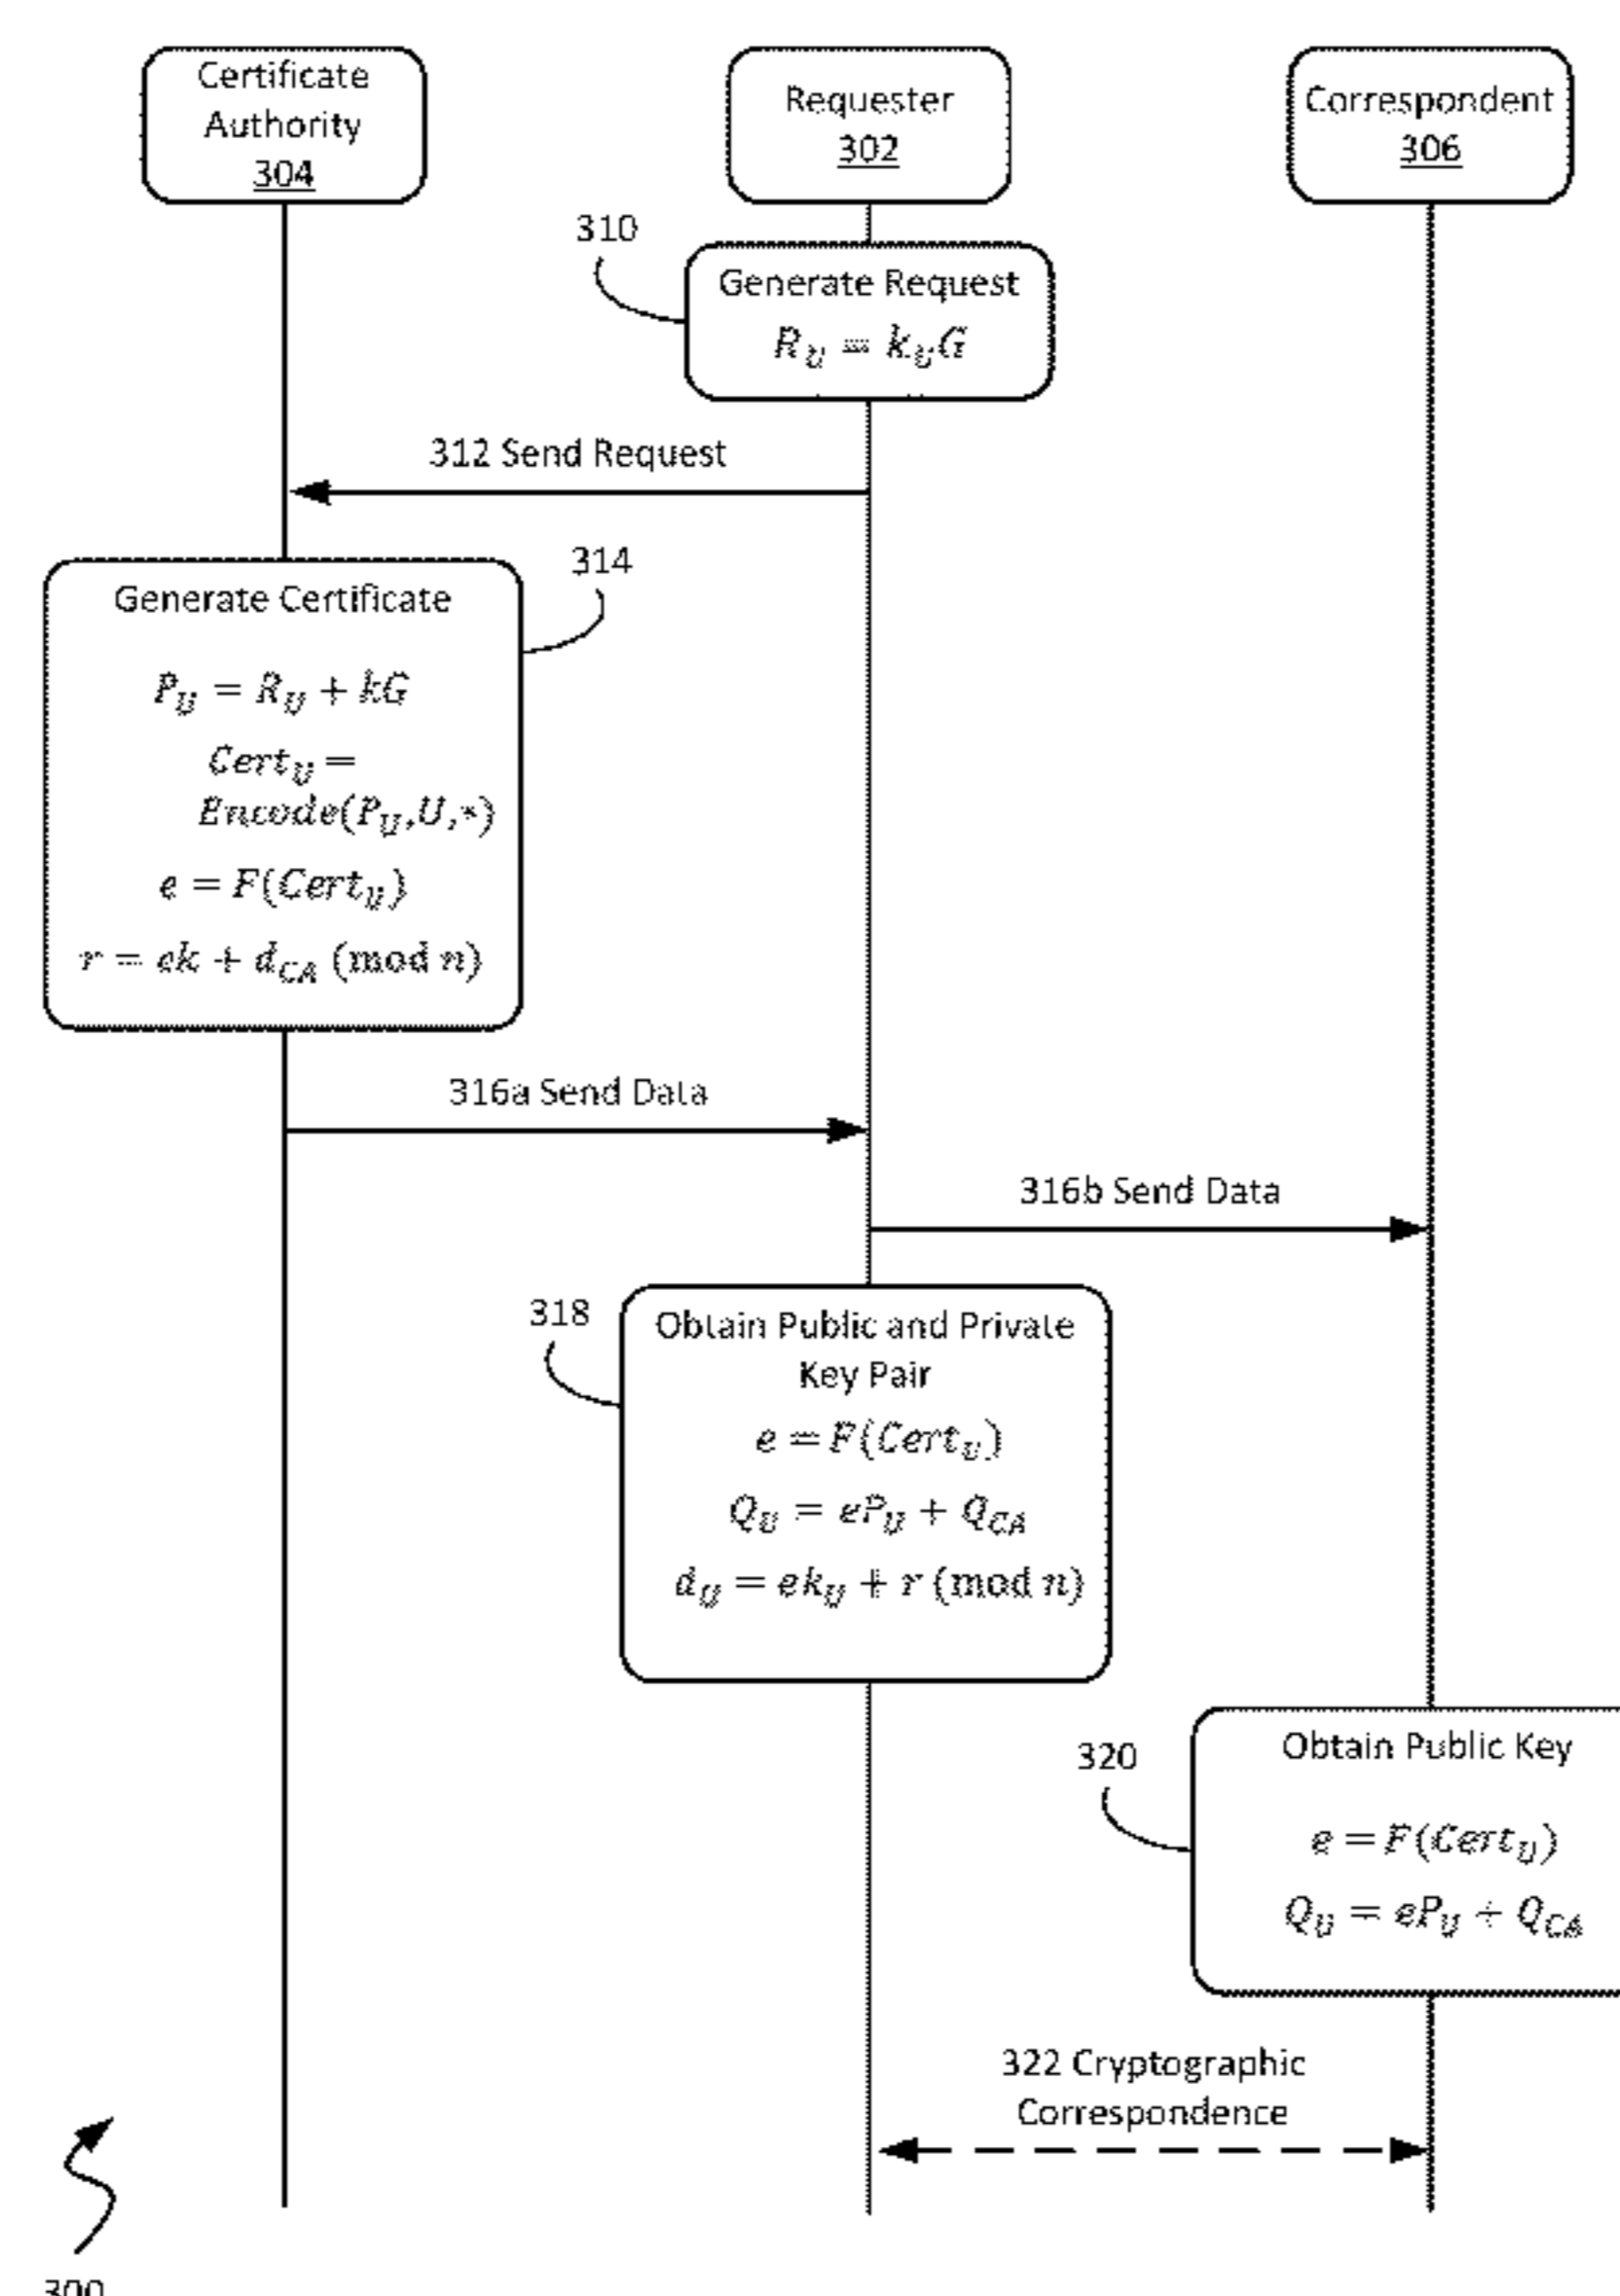 Certificate
Authority
304
Requester
302
Correspondent
306
310
Generate Request
R_U = k_U G
312 Send Request
314
Generate Certificate
P_U = R_U + kG
Cert_U =
Encode(P_U, U, *)
e = F(Cert_U)
r = ek + d_CA (mod n)
316a Send Data
316b Send Data
318
Obtain Public and Private
Key Pair
e = F(Cert_U)
Q_U = eP_U + Q_CA
d_U = ek_U + r (mod n)
320
Obtain Public Key
e = F(Cert_U)
Q_U = eP_U + Q_CA
322 Cryptographic
Correspondence
300